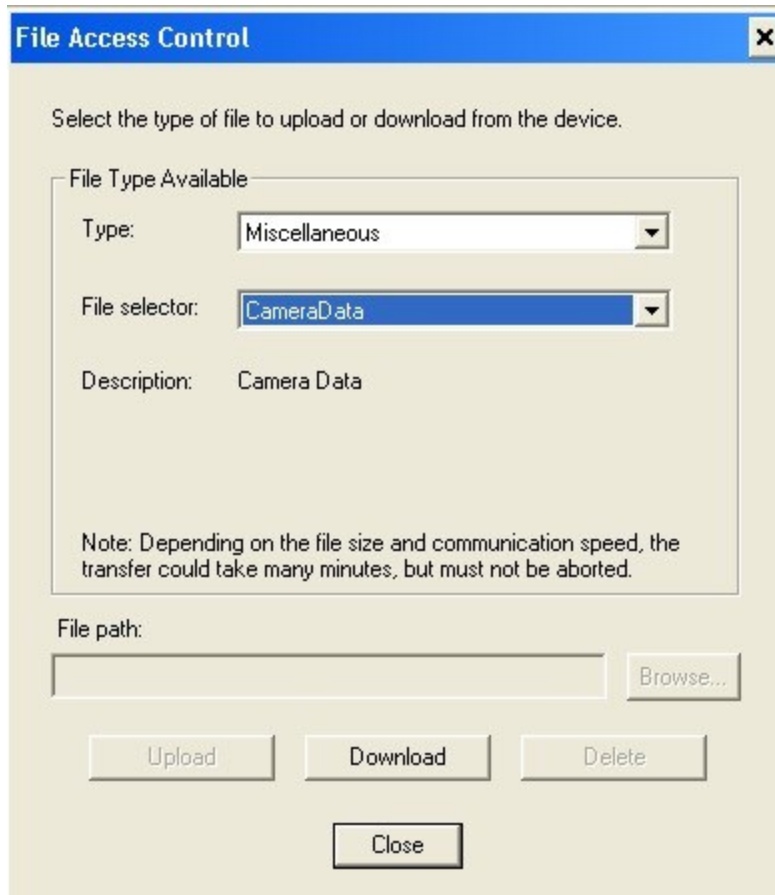 File Access Control
Select the type of file to upload or download from the device.
File Type Available
Type: Miscellaneous
File selector: CameraData
Description: Camera Data
Note: Depending on the file size and communication speed, the
transfer could take many minutes, but must not be aborted.
File path:
Browse...
Upload Download Delete
Close